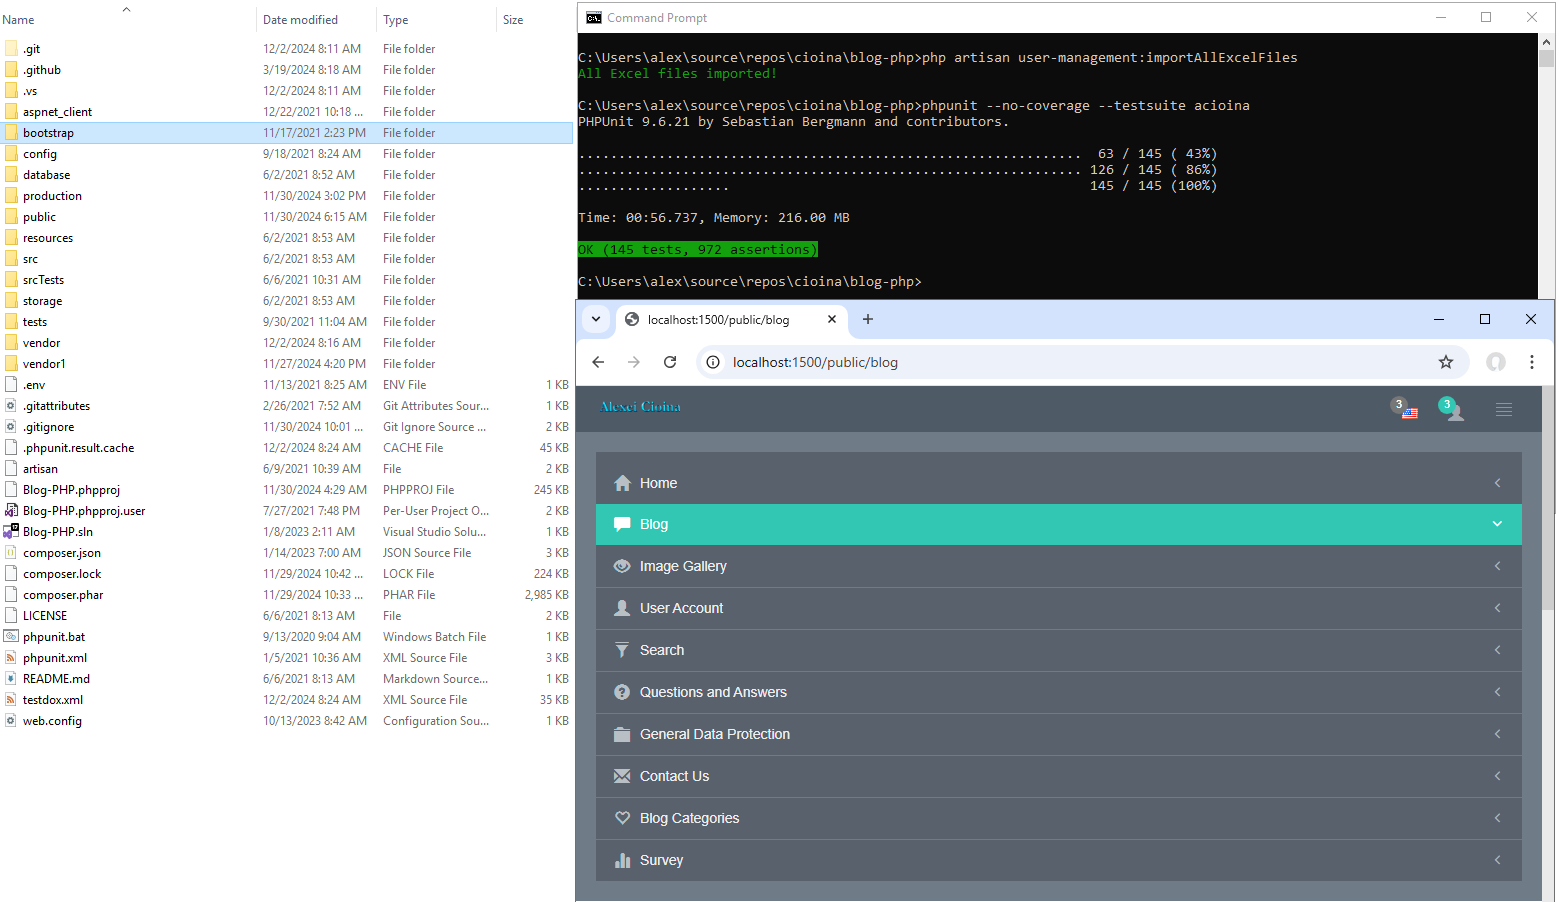 Name Date modified Type Size
.git 12/2/2024 8:11 AM File folder
.github 3/19/2024 8:18 AM File folder
.vs 12/2/2024 8:11 AM File folder
aspnet_client 12/22/2021 10:18 ... File folder
bootstrap 11/17/2021 2:23 PM File folder
config 9/18/2021 8:24 AM File folder
database 6/2/2021 8:52 AM File folder
production 11/30/2024 3:02 PM File folder
public 11/30/2024 6:15 AM File folder
resources 6/2/2021 8:53 AM File folder
src 6/2/2021 8:53 AM File folder
srcTests 6/6/2021 10:31 AM File folder
storage 6/2/2021 8:53 AM File folder
tests 9/30/2021 11:04 AM File folder
vendor 12/2/2024 8:16 AM File folder
vendor1 11/27/2024 4:20 PM File folder
.env 11/13/2021 8:25 AM ENV File 1 KB
.gitattributes 2/26/2021 7:52 AM Git Attributes Sour... 1 KB
.gitignore 11/30/2024 10:01 ... Git Ignore Source ... 2 KB
.phpunit.result.cache 12/2/2024 8:24 AM CACHE File 45 KB
artisan 6/9/2021 10:39 AM File 2 KB
Blog-PHP.phpproj 11/30/2024 4:29 AM PHPPROJ File 245 KB
Blog-PHP.phpproj.user 7/27/2021 7:48 PM Per-User Project O... 2 KB
Blog-PHP.sln 1/8/2023 2:11 AM Visual Studio Solu... 1 KB
composer.json 1/14/2023 7:00 AM JSON Source File 3 KB
composer.lock 11/29/2024 10:42 ... LOCK File 224 KB
composer.phar 11/29/2024 10:33 ... PHAR File 2,985 KB
LICENSE 6/6/2021 8:13 AM File 2 KB
phpunit.bat 9/13/2020 9:04 AM Windows Batch File 1 KB
phpunit.xml 1/5/2021 10:36 AM XML Source File 3 KB
README.md 6/6/2021 8:13 AM Markdown Source... 1 KB
testdox.xml 12/2/2024 8:24 AM XML Source File 35 KB
web.config 10/13/2023 8:42 AM Configuration Sou... 1 KB
Command Prompt
C:\Users\alex\source\repos\cioina\blog-php>php artisan user-management:importAllExcelFiles
All Excel files imported!
C:\Users\alex\source\repos\cioina\blog-php>phpunit --no-coverage --testsuite acioina
PHPUnit 9.6.21 by Sebastian Bergmann and contributors.
............................................................... 63 / 145 ( 43%)
............................................................... 126 / 145 ( 86%)
................... 145 / 145 (100%)
Time: 00:56.737, Memory: 216.00 MB
OK (145 tests, 972 assertions)
C:\Users\alex\source\repos\cioina\blog-php>
localhost:1500/public/blog
localhost:1500/public/blog
Alexei Cioina 3 3
Home
Blog
Image Gallery
User Account
Search
Questions and Answers
General Data Protection
Contact Us
Blog Categories
Survey